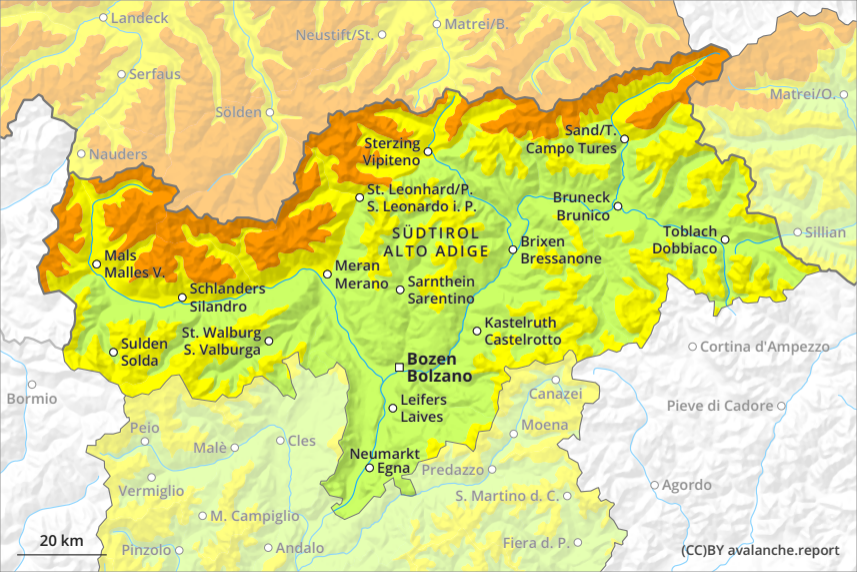 Landeck
Matrei/B.
Neustift/St.
Serfaus
Matrei/O.
Sölden
Sand/T.
Campo Tures
Sterzing
Vipiteno
Nauders
St. Leonhard/P.
S. Leonardo i. P.
Bruneck
Brunico
SÜDTIROL
ALTO ADIGE
Toblach
Dobbiaco
Sillian
Brixen
Bressanone
Mals
Malles V.
Meran
Merano
Sarnthein
Sarentino
Schlanders
Silandro
Kastelruth
Castelrotto
St. Walburg
S. Valburga
Sulden
Solda
Cortina d'Ampezzo
Bozen
Bolzano
Bormio
Canazei
Leifers
Laives
Pieve di Cadore
Moena
Peio
Cles
Malè
Neumarkt
Egna
Predazzo
Vermiglio
Agordo
S. Martino d. C.
M. Campiglio
20 km
Pinzolo
Andalo
Fiera d. P.
(CC)BY avalanche.report